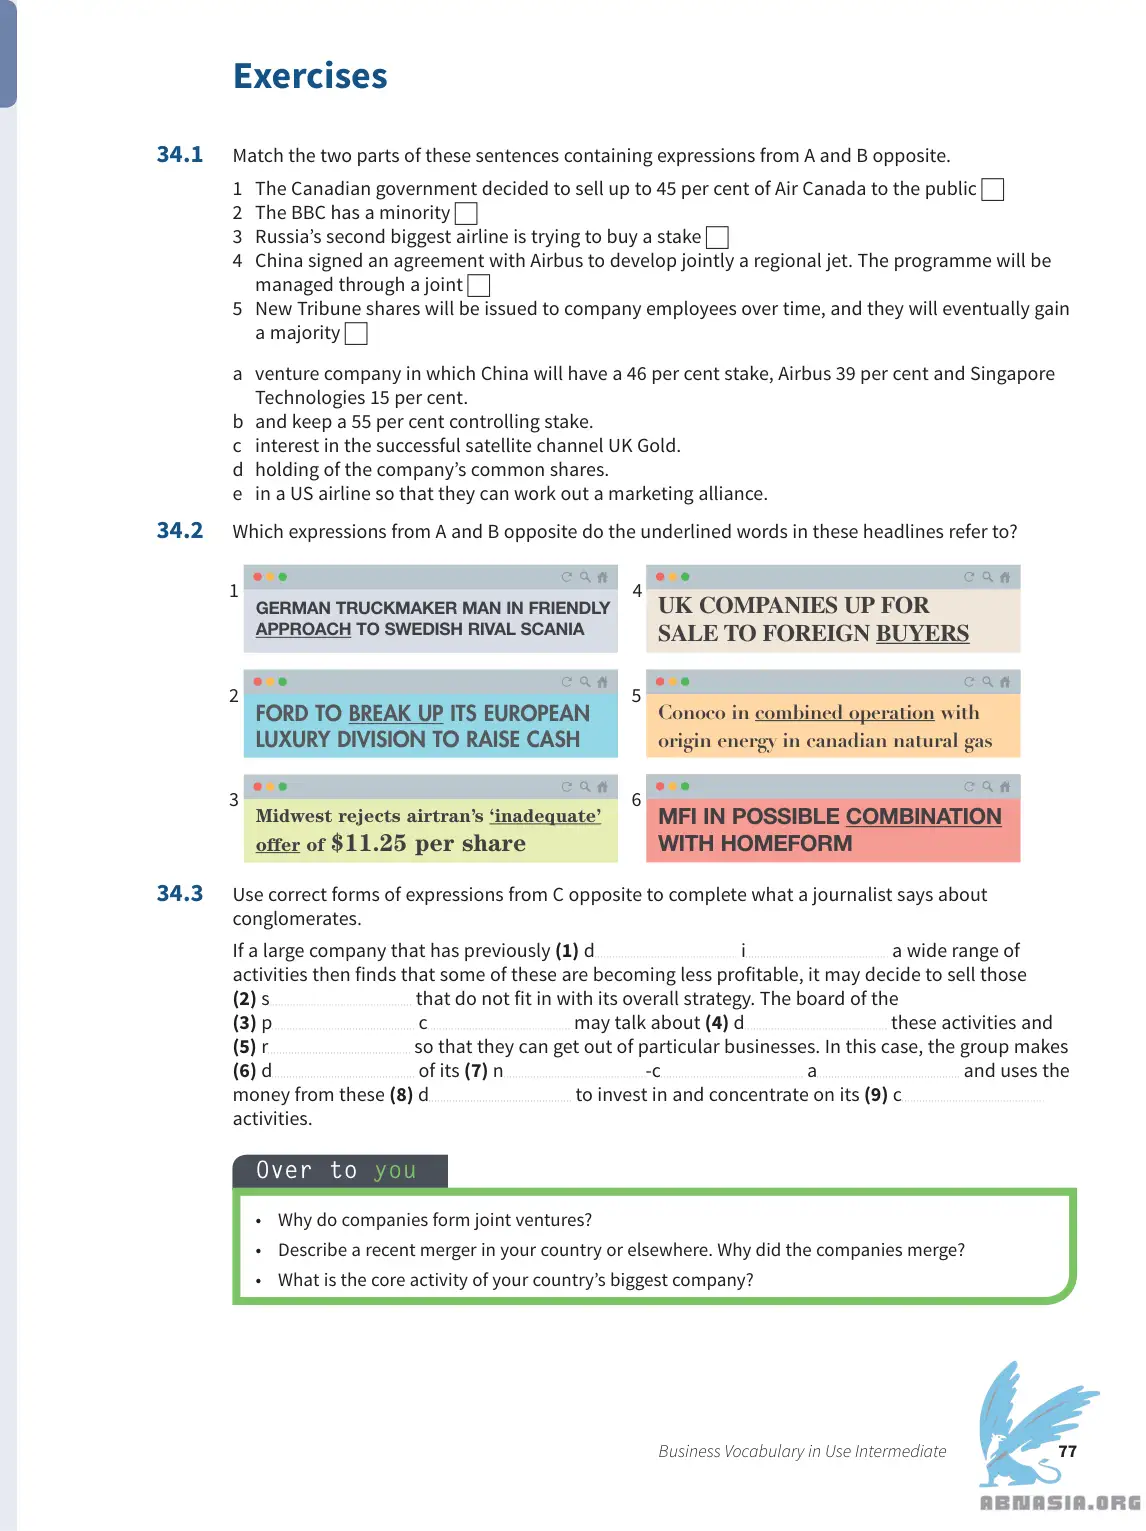 Exercises
34.1 Match the two parts of these sentences containing expressions from A and B opposite.
1 The Canadian government decided to sell up to 45 per cent of Air Canada to the public
2 The BBC has a minority
3 Russia's second biggest airline is trying to buy a stake
4 China signed an agreement with Airbus to develop jointly a regional jet. The programme will be
managed through a joint
5 New Tribune shares will be issued to company employees over time, and they will eventually gain
a majority
a venture company in which China will have a 46 per cent stake, Airbus 39 per cent and Singapore
Technologies 15 per cent.
b and keep a 55 per cent controlling stake.
c interest in the successful satellite channel UK Gold.
d holding of the company's common shares.
e in a US airline so that they can work out a marketing alliance.
34.2 Which expressions from A and B opposite do the underlined words in these headlines refer to?
1
GERMAN TRUCKMAKER MAN IN FRIENDLY
APPROACH TO SWEDISH RIVAL SCANIA
2
FORD TO BREAK UP ITS EUROPEAN
LUXURY DIVISION TO RAISE CASH
3
Midwest rejects airtran's 'inadequate'
offer of $11.25 per share
4
UK COMPANIES UP FOR
SALE TO FOREIGN BUYERS
5
Conoco in combined operation with
origin energy in canadian natural gas
6
MFI IN POSSIBLE COMBINATION
WITH HOMEFORM
34.3 Use correct forms of expressions from C opposite to complete what a journalist says about
conglomerates.
If a large company that has previously (1) d i a wide range of
activities then finds that some of these are becoming less profitable, it may decide to sell those
(2) s that do not fit in with its overall strategy. The board of the
(3) p c may talk about (4) d these activities and
(5) r so that they can get out of particular businesses. In this case, the group makes
(6) d of its (7) n -c a and uses the
money from these (8) d to invest in and concentrate on its (9) c
activities.
Over to you
• Why do companies form joint ventures?
• Describe a recent merger in your country or elsewhere. Why did the companies merge?
• What is the core activity of your country's biggest company?
Business Vocabulary in Use Intermediate 77
ABNASIA.ORG